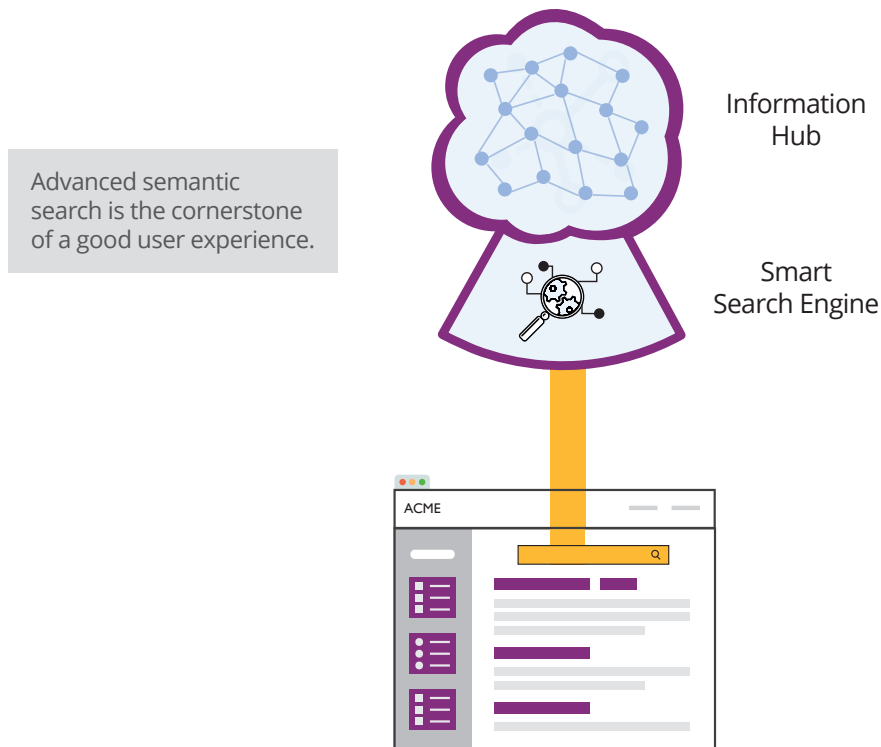 Information
Hub
Advanced semantic
search is the cornerstone
of a good user experience.
Smart
Search Engine
ACME